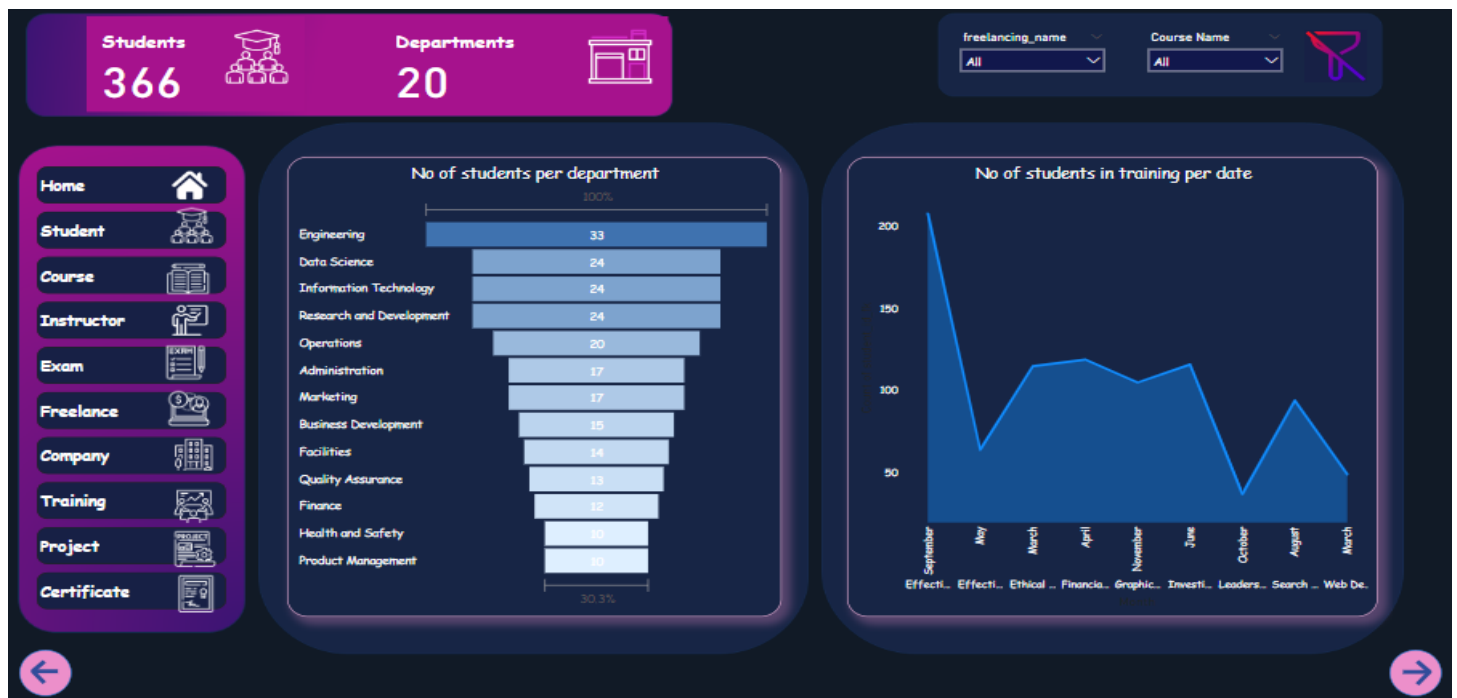 Students
366
Departments
20
freelancing_name
All
Course Name
All
Home
Student
Course
Instructor
EXAM
Exam
Freelance
Company
Training
PROJECT
Project
Certificate
No of students per department
100%
Engineering 33
Data Science 24
Information Technology 24
Research and Development 24
Operations 20
Administration 17
Marketing 17
Business Development 15
Facilities 14
Quality Assurance 13
Finance 12
Health and Safety 10
Product Management 10
30.3%
No of students in training per date
200
150
100
50
September May March April November June October August March
Effecti... Effecti... Ethical ... Financia... Graphic... Investi... Leaders... Search ... Web De...